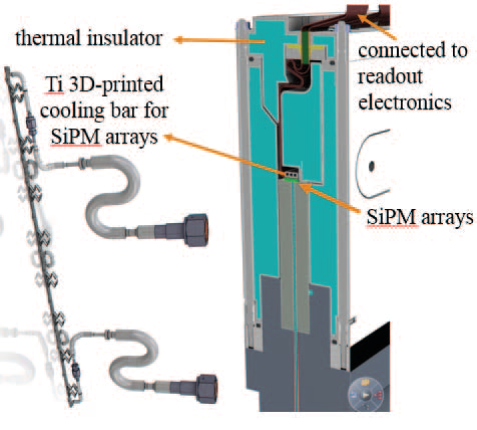 thermal insulator
Ti 3D-printed
cooling bar for
SiPM arrays
connected to
readout
electronics
SiPM arrays